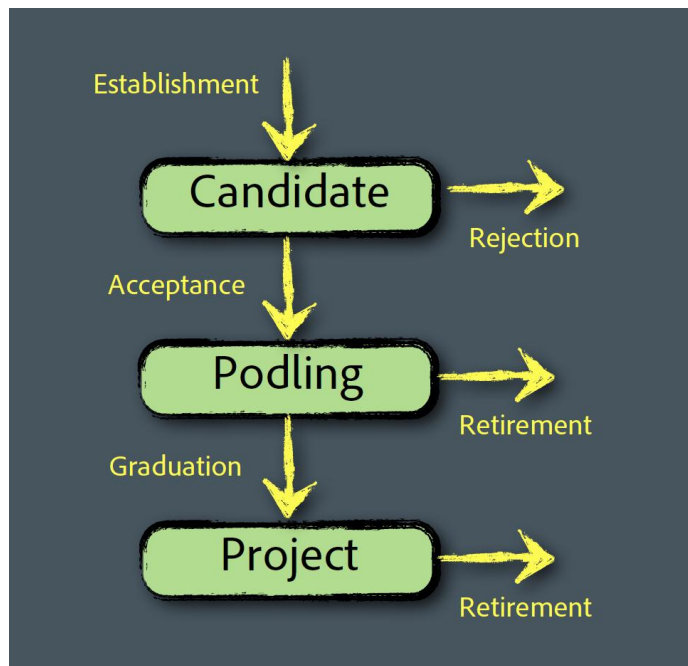 Establishment
Candidate
Rejection
Acceptance
Podling
Retirement
Graduation
Project
Retirement